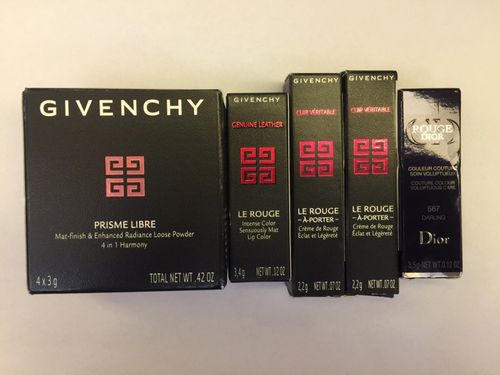 GIVENCHY
PRISME LIBRE
Mat-finish & Enhanced Radiance Loose Powder
4 in 1 Harmony
4 x 3 g
TOTAL NET WT. .42 OZ
GIVENCHY
GENUINE LEATHER
LE ROUGE
Intense Color
Sensuously Mat
Lip Color
3,4g NET WT. .12 OZ
GIVENCHY
CUIR VÉRITABLE
LE ROUGE
-À-PORTER-
Crème de Rouge
Éclat et Légèreté
2,2g NET WT. .07 OZ
GIVENCHY
CUIR VÉRITABLE
LE ROUGE
-À-PORTER-
Crème de Rouge
Éclat et Légèreté
2,2g NET WT. .07 OZ
ROUGE
DIOR
COULEUR COUTURE
SOIN VOLUPTUEUX
COUTURE COLOUR
VOLUPTUOUS CARE
567
DARLING
Dior
3,5g-NET WT 0.12 OZ